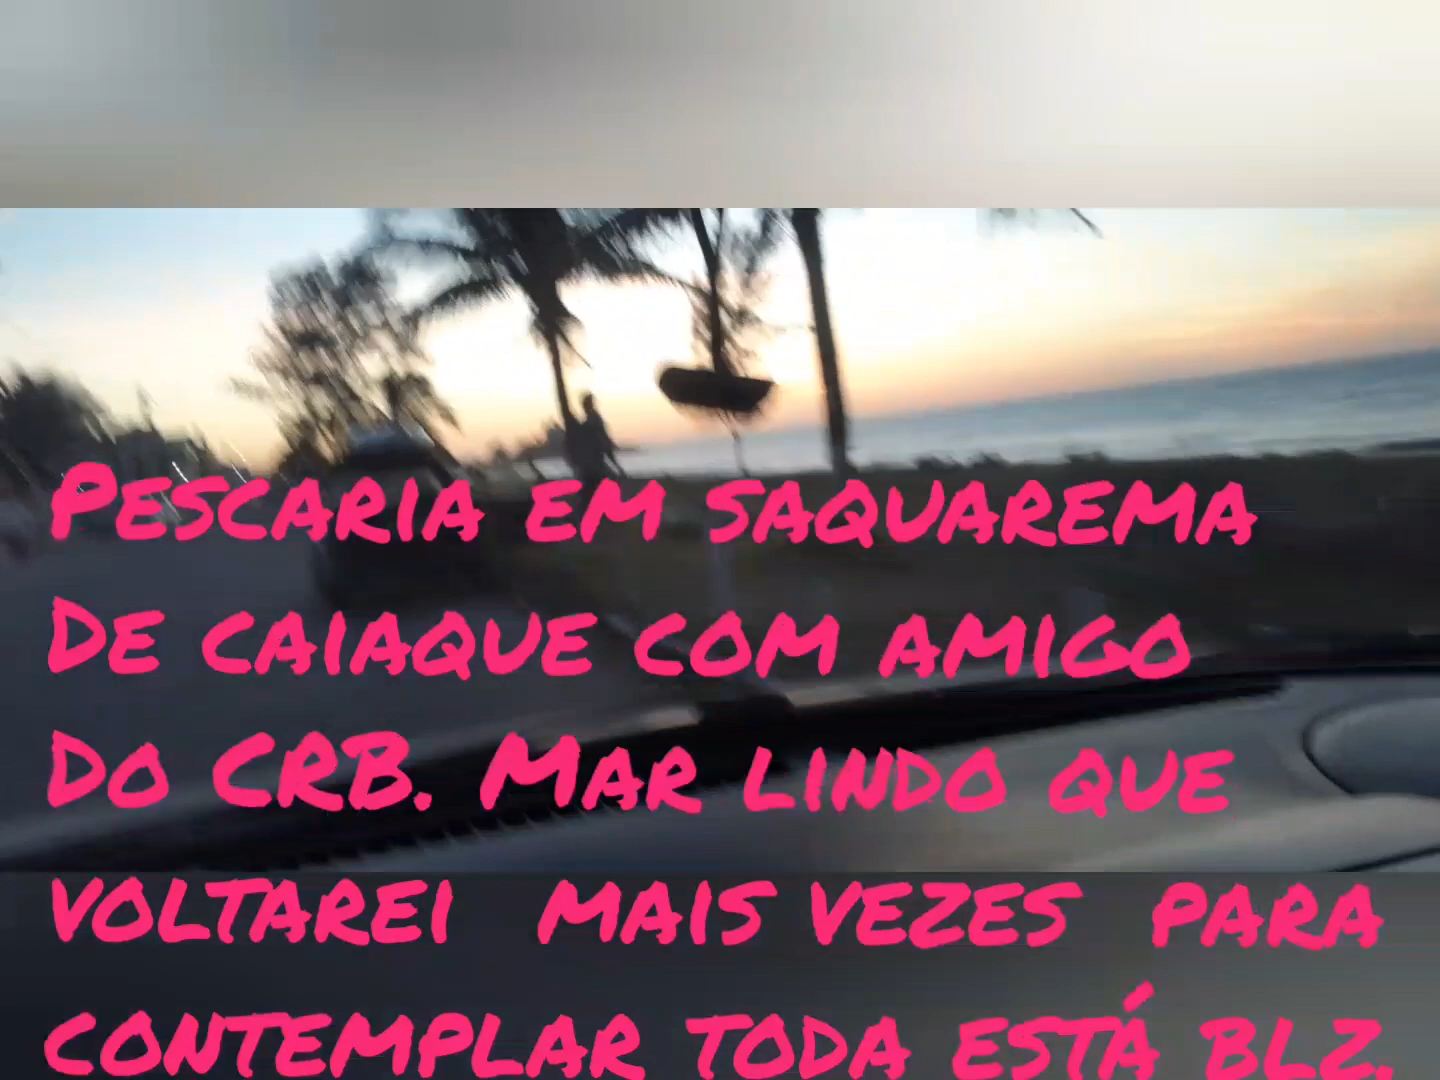 Pescaria em saquarema
De caiaque com amigo
Do CRB. Mar lindo que
voltarei mais vezes para
contemplar toda está blz.